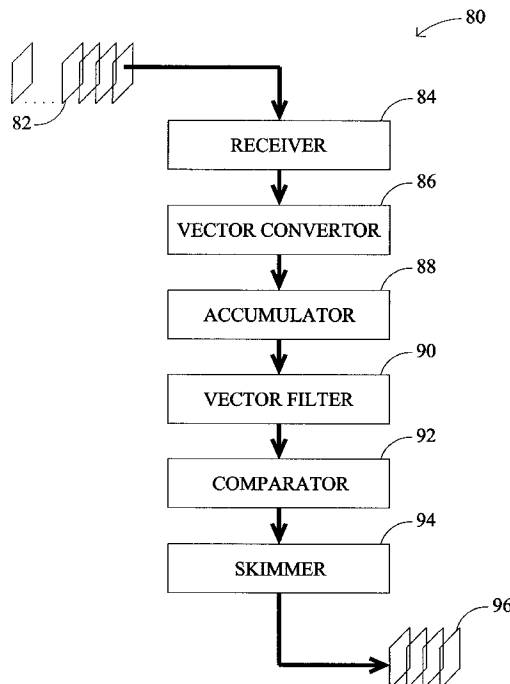 80
82
84
RECEIVER
86
VECTOR CONVERTOR
88
ACCUMULATOR
90
VECTOR FILTER
92
COMPARATOR
94
SKIMMER
96